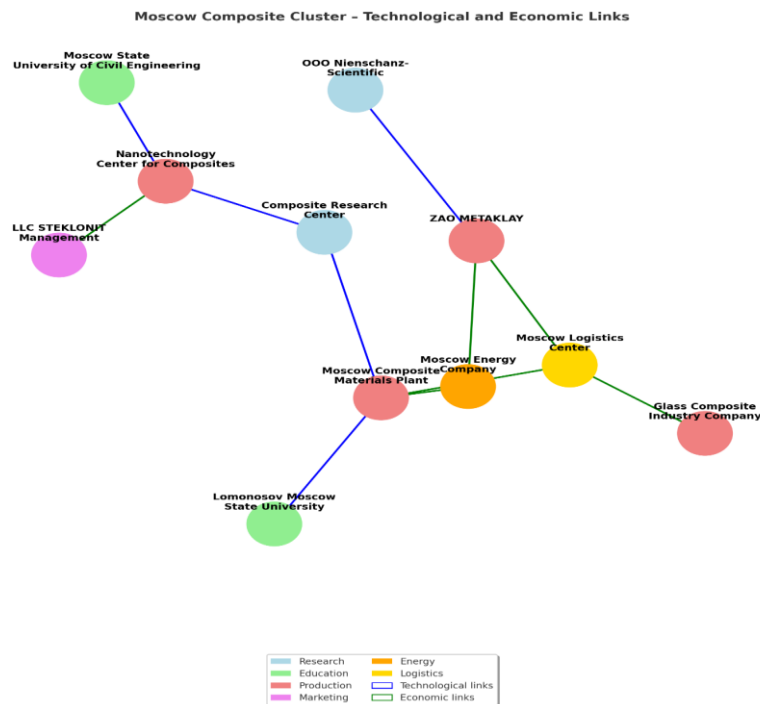 Moscow Composite Cluster – Technological and Economic Links
Moscow State
University of Civil Engineering
OOO Nienschanz-
Scientific
Nanotechnology
Center for Composites
Composite Research
Center
ZAO METAKLAY
LLC STEKLONIT
Management
Moscow Logistics
Center
Moscow Energy
Company
Moscow Composite
Materials Plant
Glass Composite
Industry Company
Lomonosov Moscow
State University
Research
Education
Production
Marketing
Energy
Logistics
Technological links
Economic links